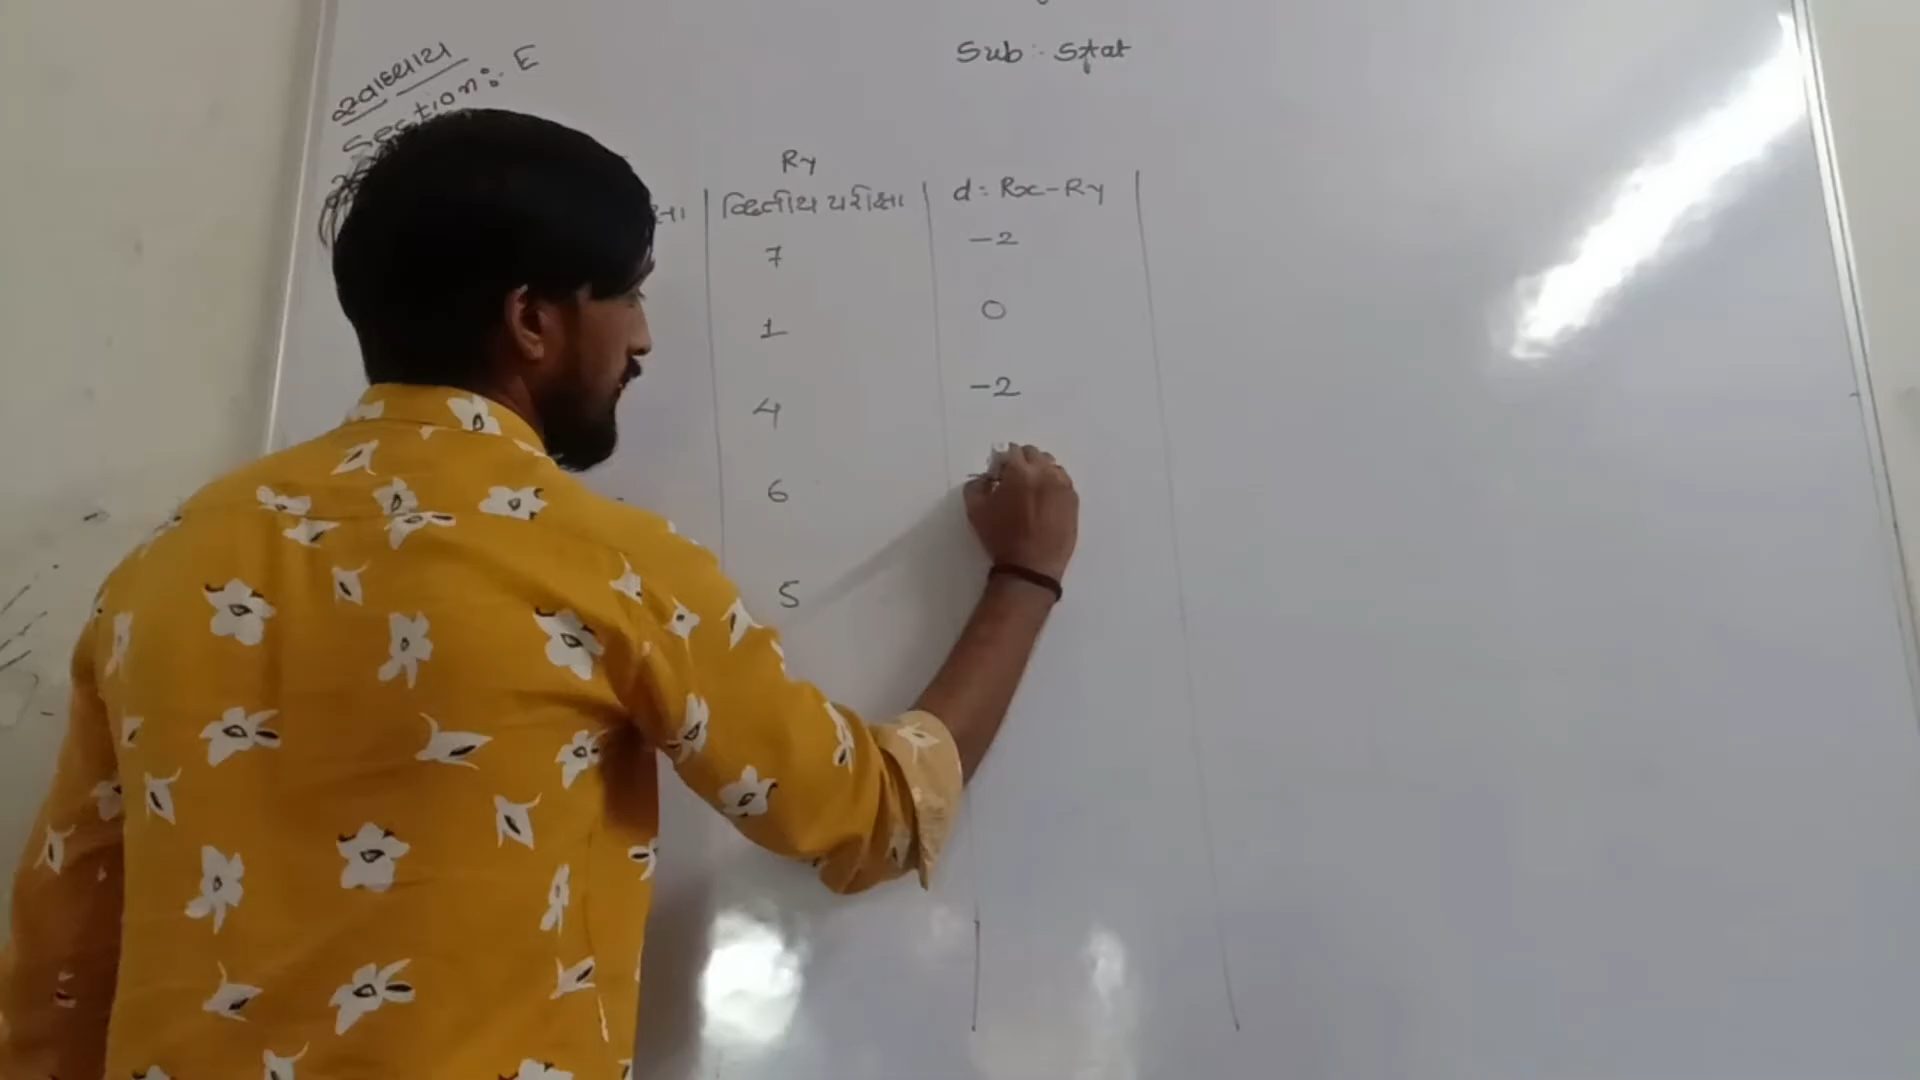 Sub :- Stat
સ્વાધ્યાય
Section :- E
Ry
દ્વિતીય પરીક્ષા
d = Rx - Ry
7
-2
1
0
4
-2
6
5